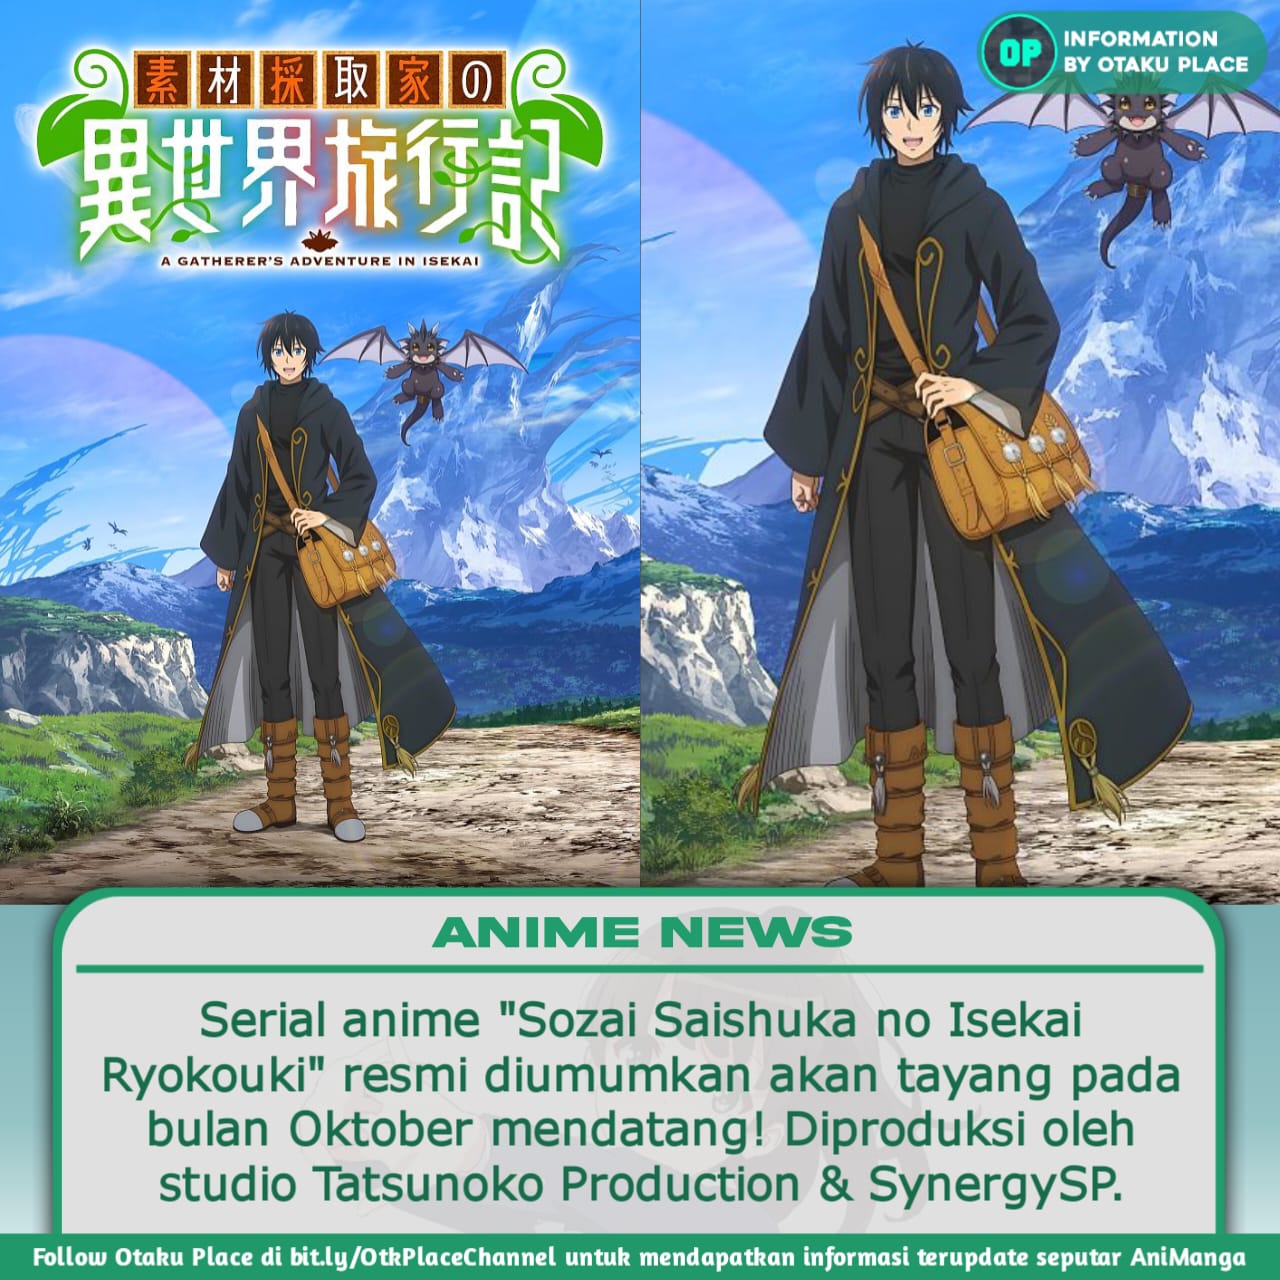 素材採取家の
異世界旅行記
A GATHERER'S ADVENTURE IN ISEKAI
OP
INFORMATION
BY OTAKU PLACE
ANIME NEWS
Serial anime "Sozai Saishuka no Isekai
Ryokouki" resmi diumumkan akan tayang pada
bulan Oktober mendatang! Diproduksi oleh
studio Tatsunoko Production & SynergySP.
Follow Otaku Place di bit.ly/OtkPlaceChannel untuk mendapatkan informasi terupdate seputar AniManga